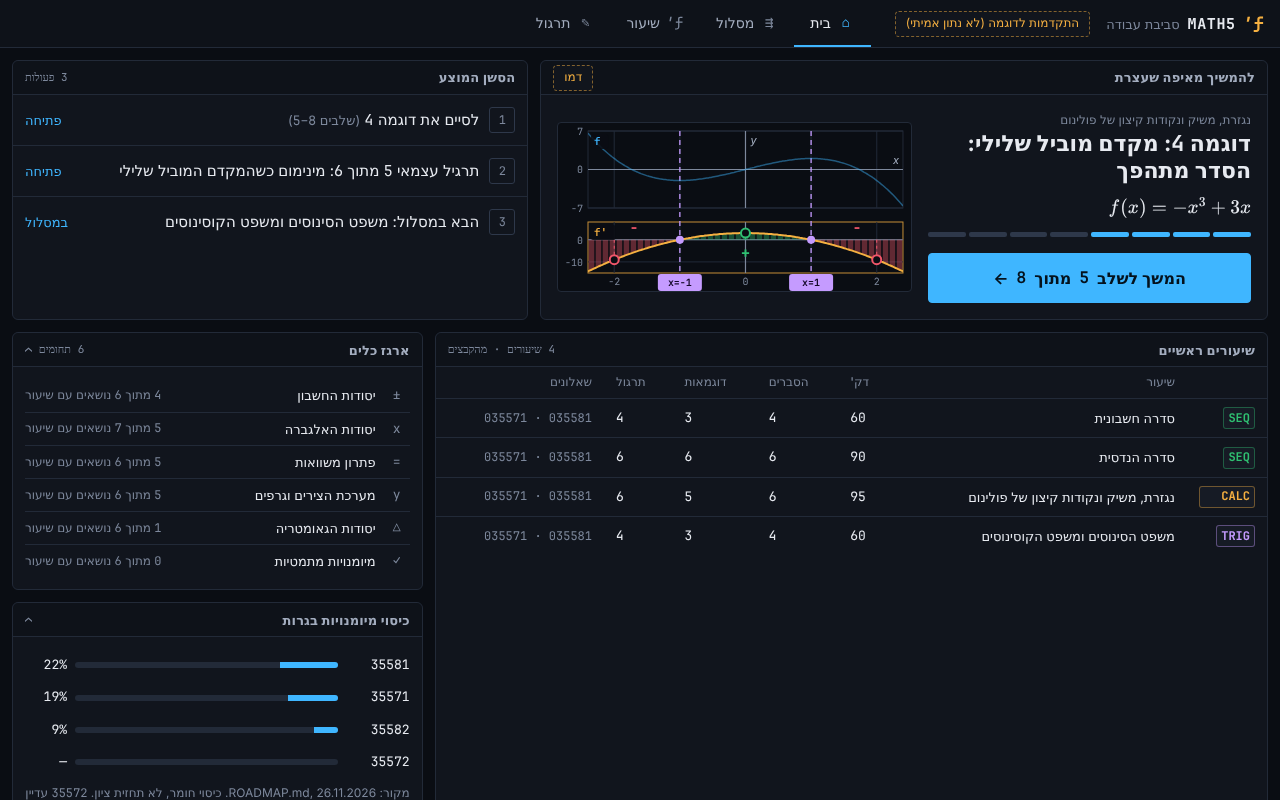 f′ MATH5 סביבת עבודה
התקדמות לדוגמה (לא נתון אמיתי)
⌂ בית
מסלול
f′ שיעור
✎ תרגול
להמשיך מאיפה שעצרת
דמו
נגזרת, משיק ונקודות קיצון של פולינום
דוגמה 4: מקדם מוביל שלילי:
הסדר מתהפך
f(x) = −x³ + 3x
המשך לשלב 5 מתוך 8 ←
7
f
y
x
0
-7
f'
-
-
0
+
-10
-2
x=-1
0
x=1
2
הסשן המוצע
3 פעולות
1 לסיים את דוגמה 4 (שלבים 5–8) פתיחה
2 תרגיל עצמאי 5 מתוך 6: מינימום כשהמקדם המוביל שלילי פתיחה
3 הבא במסלול: משפט הסינוסים ומשפט הקוסינוסים במסלול
שיעורים ראשיים
4 שיעורים · מהקבצים
שיעור דק' הסברים דוגמאות תרגול שאלונים
SEQ סדרה חשבונית 60 4 3 4 035581 · 035571
SEQ סדרה הנדסית 90 6 6 6 035581 · 035571
CALC נגזרת, משיק ונקודות קיצון של פולינום 95 6 5 6 035581 · 035571
TRIG משפט הסינוסים ומשפט הקוסינוסים 60 4 3 4 035581 · 035571
ארגז כלים
6 תחומים
± יסודות החשבון 4 מתוך 6 נושאים עם שיעור
x יסודות האלגברה 5 מתוך 7 נושאים עם שיעור
= פתרון משוואות 5 מתוך 6 נושאים עם שיעור
y מערכת הצירים וגרפים 5 מתוך 6 נושאים עם שיעור
△ יסודות הגאומטריה 1 מתוך 6 נושאים עם שיעור
✓ מיומנויות מתמטיות 0 מתוך 6 נושאים עם שיעור
כיסוי מיומנויות בגרות
35581 22%
35571 19%
35582 9%
35572 —
מקור: ROADMAP.md, 26.11.2026. כיסוי חומר, לא תחזית ציון. 35572 עדיין